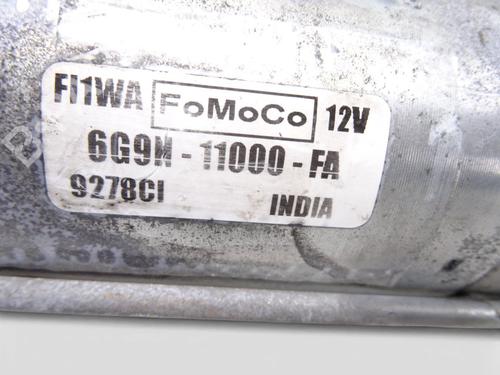 FI1WA FoMoCo 12V
6G9N - 11000 - FA
9278CI INDIA